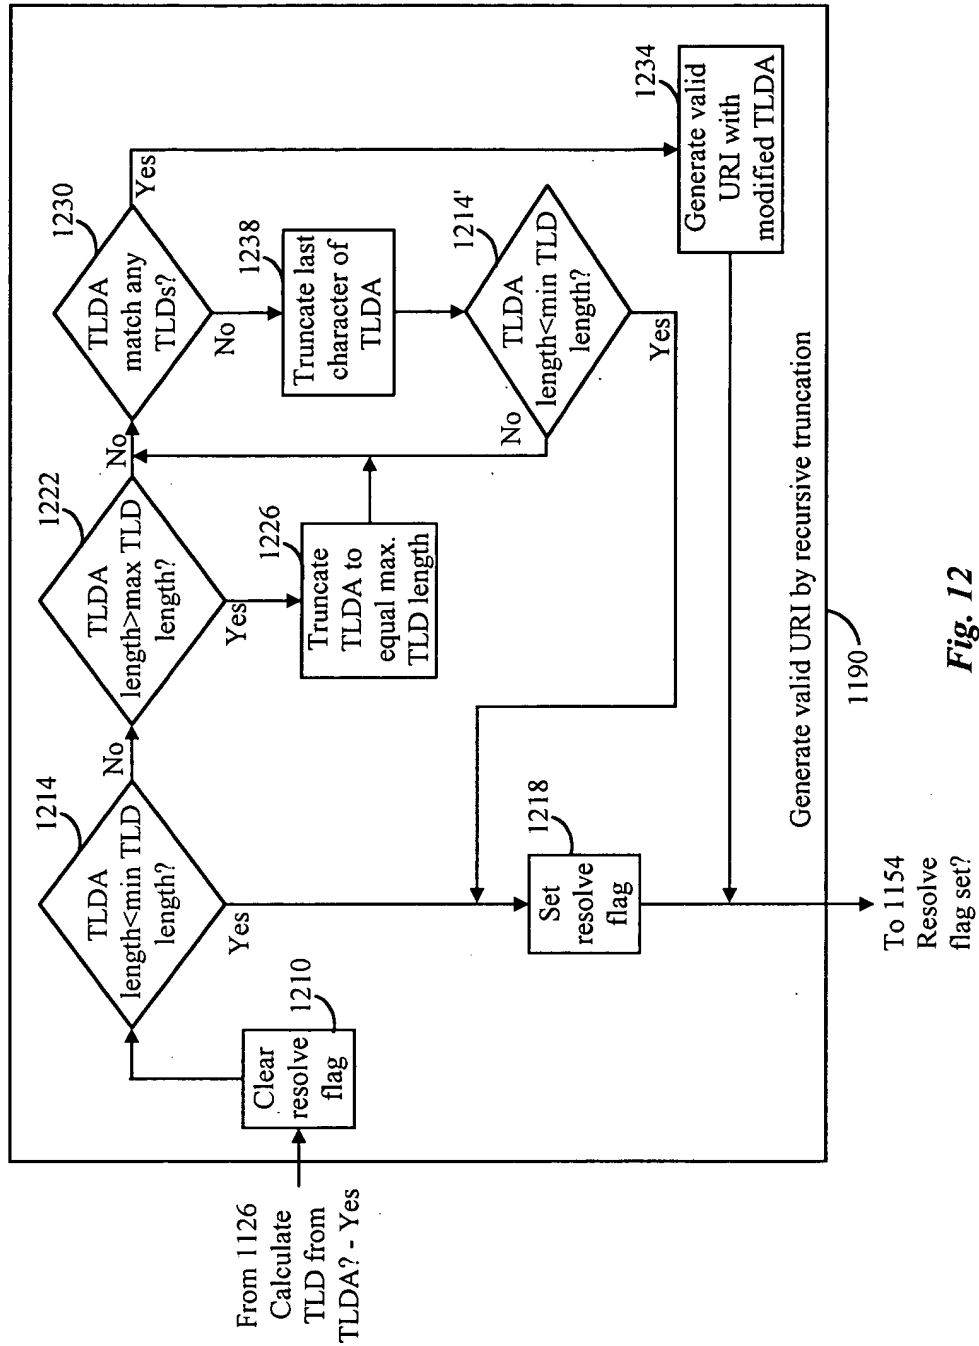 From 1126
Calculate
TLD from
TLDA? - Yes
Clear
resolve
flag
1210
TLDA
length<min TLD
length?
1214
No
Yes
Set
resolve
flag
1218
To 1154
Resolve
flag set?
TLDA
length>max TLD
length?
1222
No
Yes
Truncate
TLDA to
equal max.
TLD length
1226
TLDA
match any
TLDs?
1230
Yes
No
Truncate last
character of
TLDA
1238
TLDA
length<min TLD
length?
1214'
No
Yes
Generate valid
URI with
modified TLDA
1234
Generate valid URI by recursive truncation
1190
Fig. 12